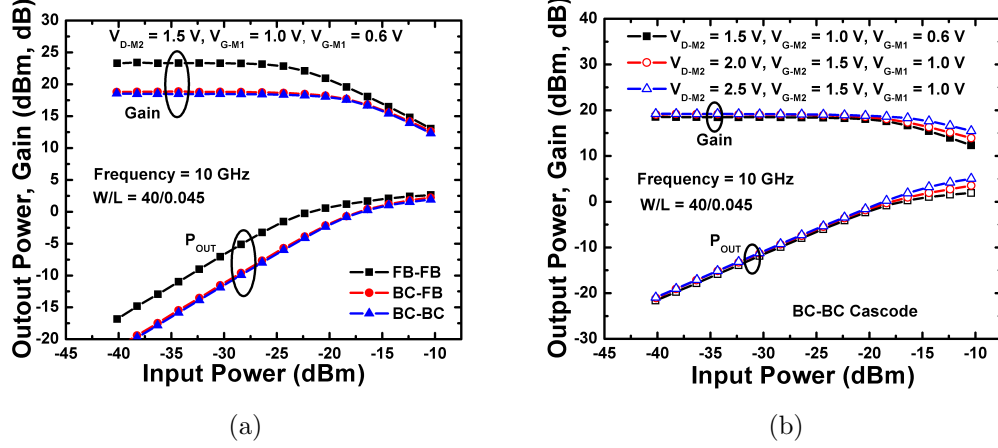 V_D-M2 = 1.5 V, V_G-M1 = 1.0 V, V_G-M1 = 0.6 V
Gain
Frequency = 10 GHz
W/L = 40/0.045
P_OUT
FB-FB
BC-FB
BC-BC
30
25
20
15
10
5
0
-5
-10
-15
-20
-45 -40 -35 -30 -25 -20 -15 -10
Outout Power, Gain (dBm, dB)
Input Power (dBm)
(a)
V_D-M2 = 1.5 V, V_G-M2 = 1.0 V, V_G-M1 = 0.6 V
V_D-M2 = 2.0 V, V_G-M2 = 1.5 V, V_G-M1 = 1.0 V
V_D-M2 = 2.5 V, V_G-M2 = 1.5 V, V_G-M1 = 1.0 V
Gain
Frequency = 10 GHz
W/L = 40/0.045
P_OUT
BC-BC Cascode
40
30
20
10
0
-10
-20
-30
-45 -40 -35 -30 -25 -20 -15 -10
Output Power, Gain (dBm, dB)
Input Power (dBm)
(b)